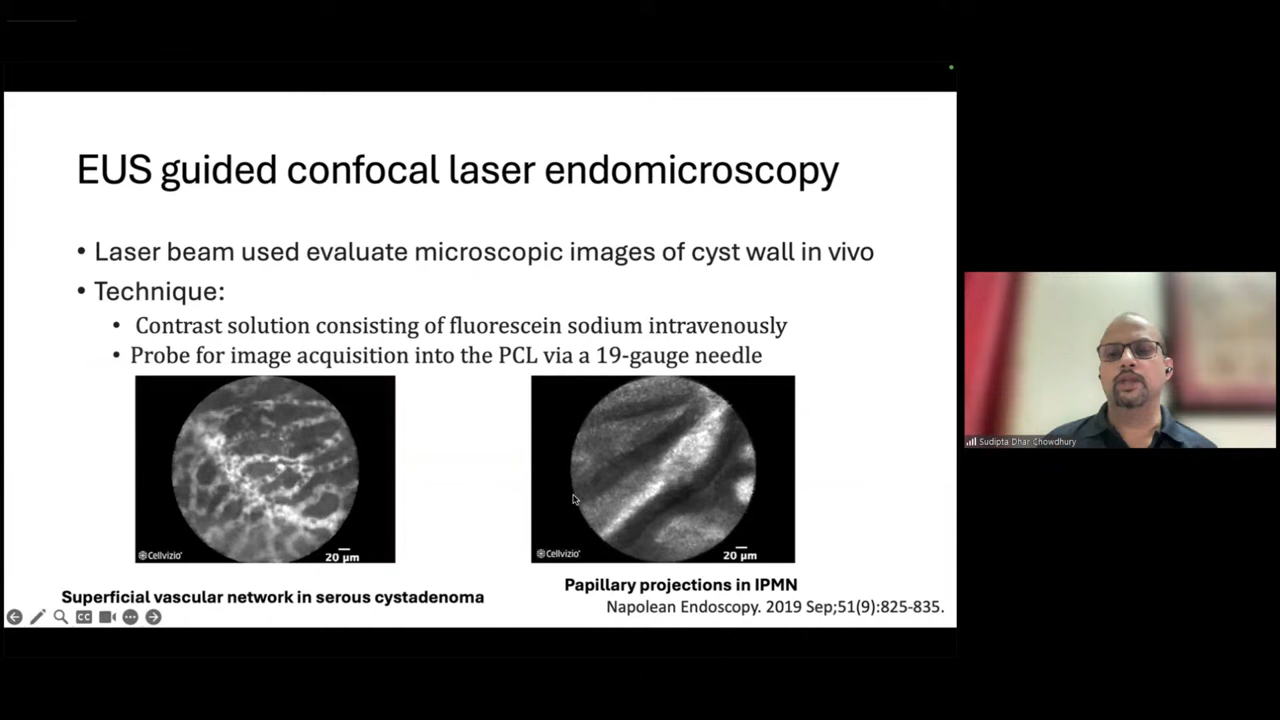 EUS guided confocal laser endomicroscopy
• Laser beam used evaluate microscopic images of cyst wall in vivo
• Technique:
• Contrast solution consisting of fluorescein sodium intravenously
• Probe for image acquisition into the PCL via a 19-gauge needle
Cellvizio
20 µm
Cellvizio
20 µm
Superficial vascular network in serous cystadenoma
Papillary projections in IPMN
Napolean Endoscopy. 2019 Sep;51(9):825-835.
CC
Sudipta Dhar Chowdhury